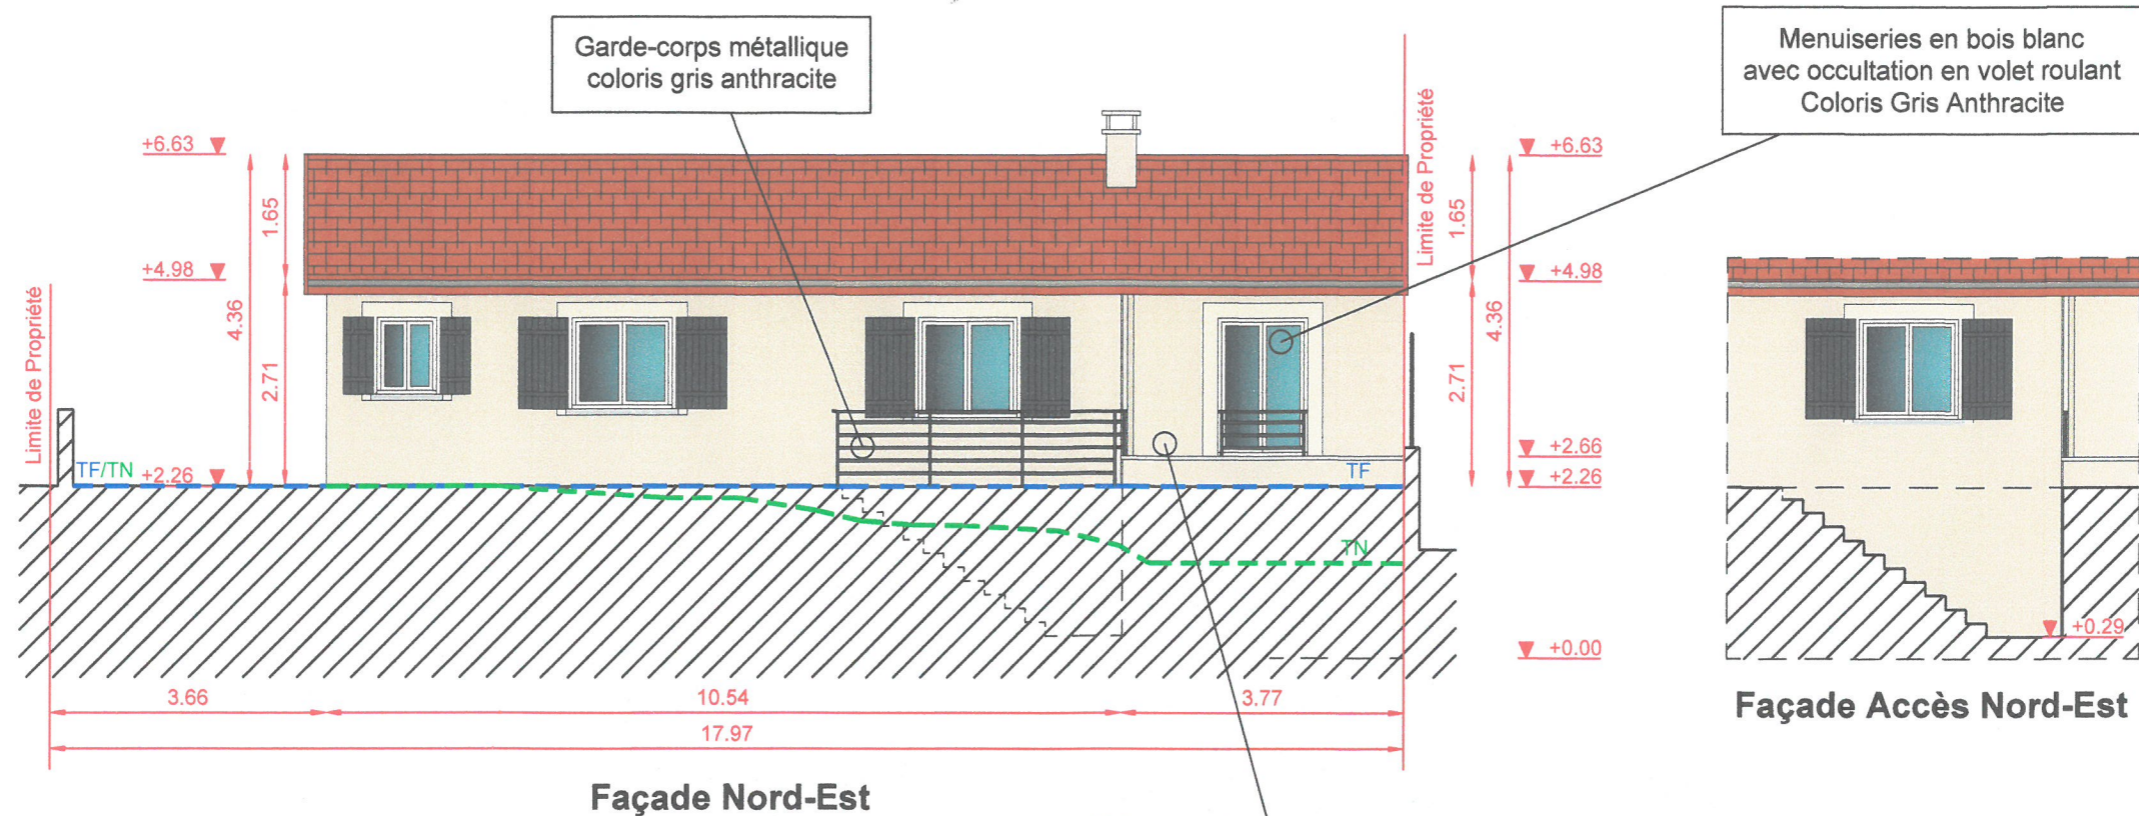 Garde-corps métallique
coloris gris anthracite
Menuiseries en bois blanc
avec occultation en volet roulant
Coloris Gris Anthracite
Limite de Propriété
+6.63
+4.98
+2.26
1.65
4.36
2.71
TF/TN
TF
TN
Limite de Propriété
1.65
4.36
2.71
+6.63
+4.98
+2.66
+2.26
+0.00
+0.29
3.66
10.54
3.77
17.97
Façade Nord-Est
Façade Accès Nord-Est